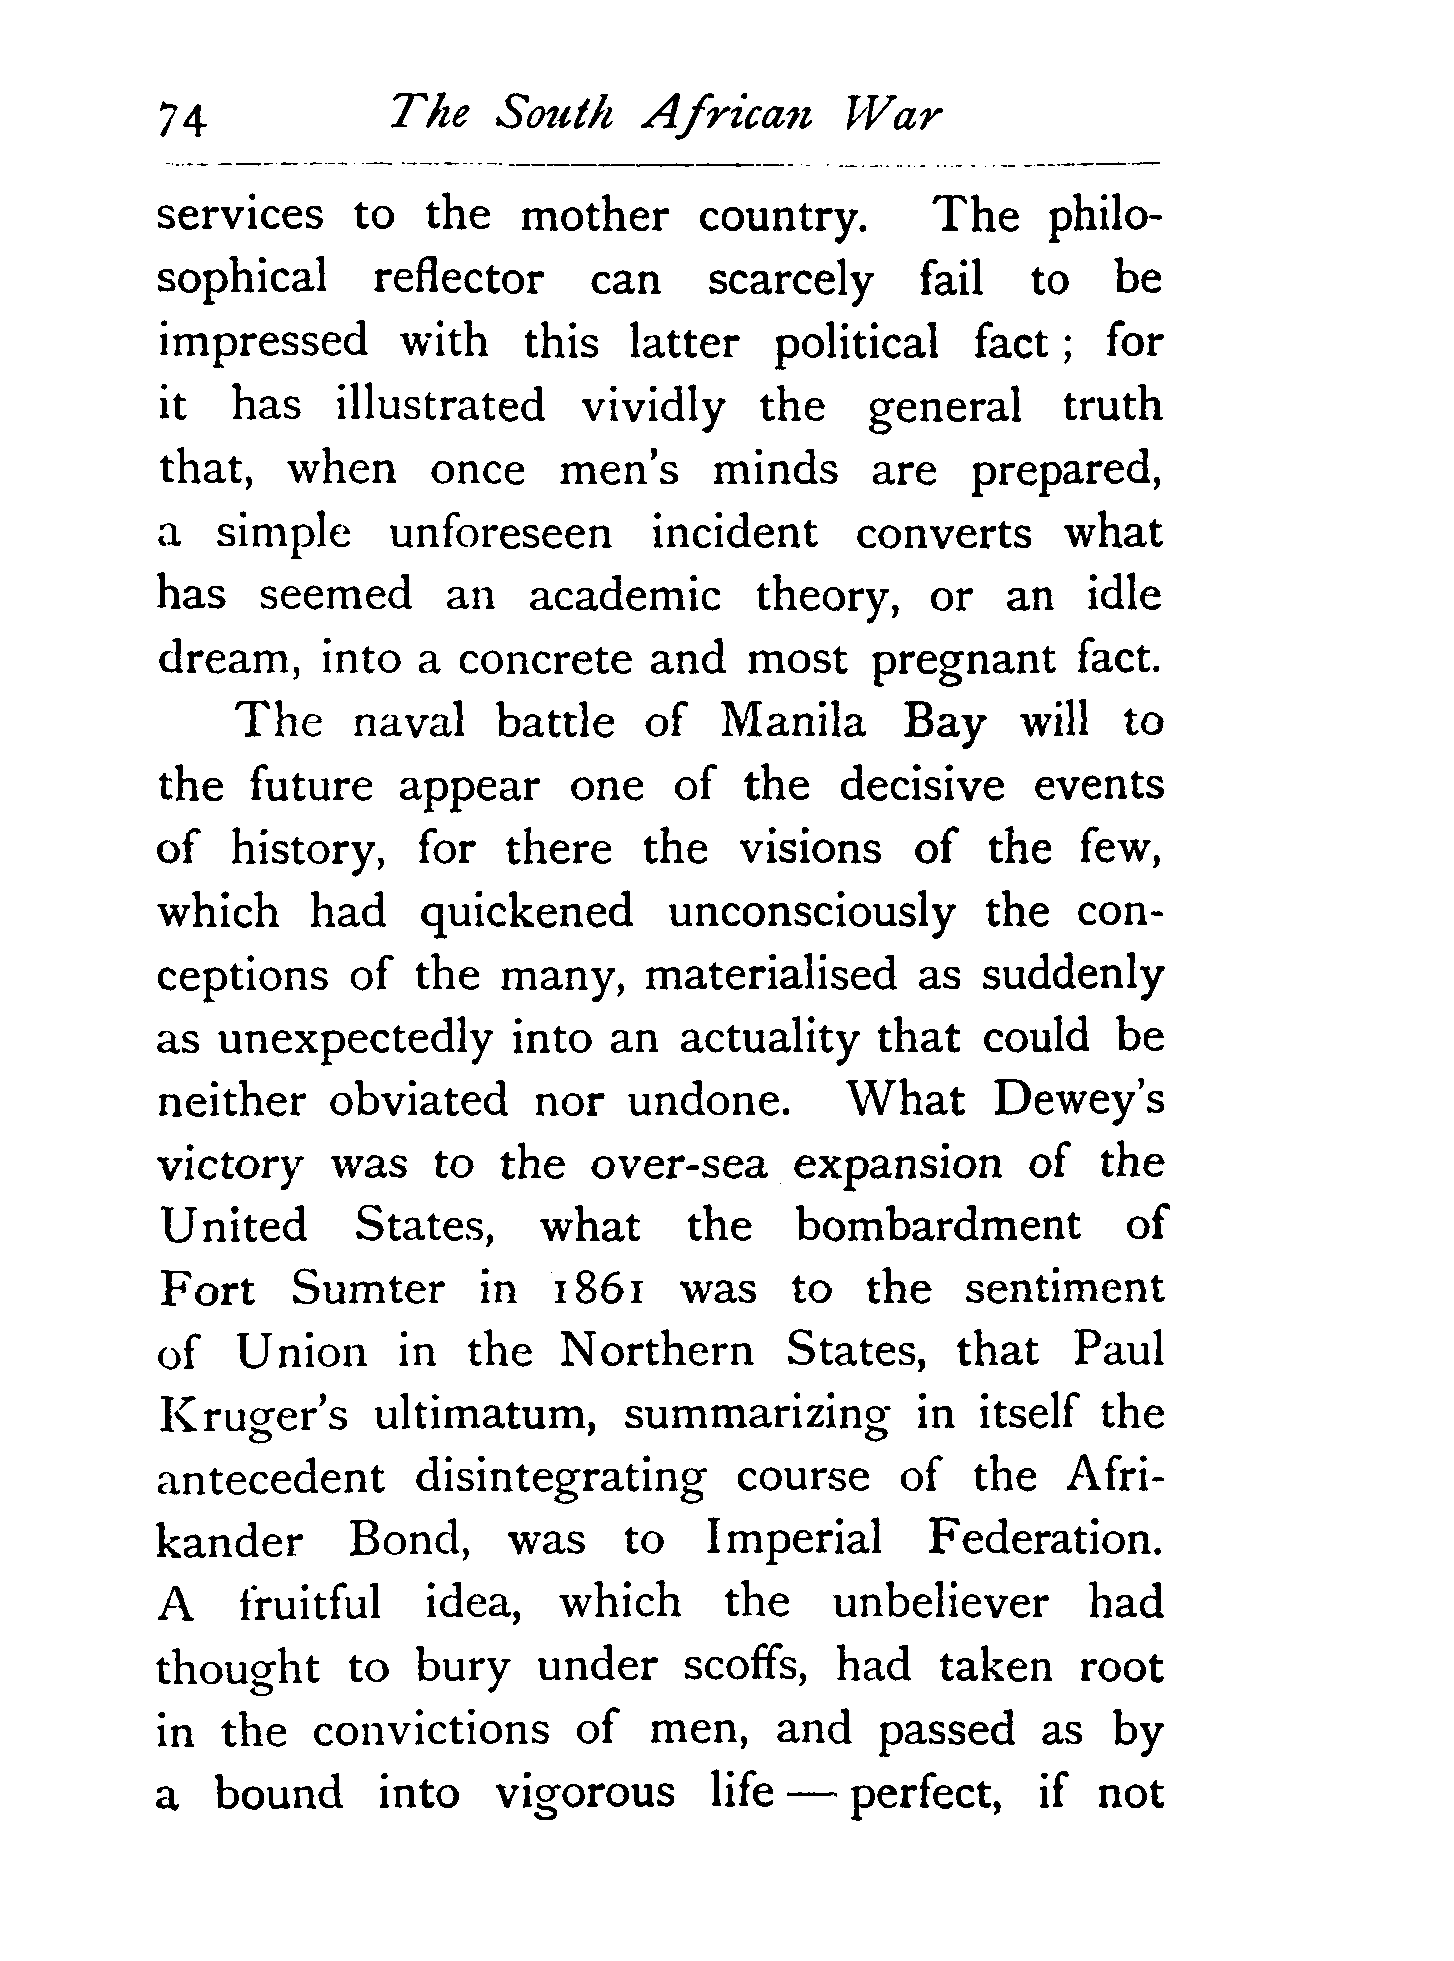 74 The South African War
services to the mother country. The philo-
sophical reflector can scarcely fail to be
impressed with this latter political fact ; for
it has illustrated vividly the general truth
that, when once men's minds are prepared,
a simple unforeseen incident converts what
has seemed an academic theory, or an idle
dream, into a concrete and most pregnant fact.
The naval battle of Manila Bay will to
the future appear one of the decisive events
of history, for there the visions of the few,
which had quickened unconsciously the con-
ceptions of the many, materialised as suddenly
as unexpectedly into an actuality that could be
neither obviated nor undone. What Dewey's
victory was to the over-sea expansion of the
United States, what the bombardment of
Fort Sumter in 1861 was to the sentiment
of Union in the Northern States, that Paul
Kruger's ultimatum, summarizing in itself the
antecedent disintegrating course of the Afri-
kander Bond, was to Imperial Federation.
A fruitful idea, which the unbeliever had
thought to bury under scoffs, had taken root
in the convictions of men, and passed as by
a bound into vigorous life — perfect, if not